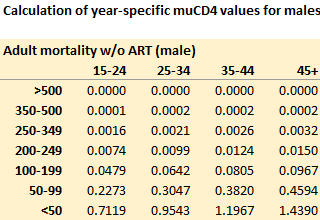 Calculation of year-specific muCD4 values for males
Adult mortality w/o ART (male)
15-24 25-34 35-44 45+
>500 0.0000 0.0000 0.0000 0.0000
350-500 0.0001 0.0002 0.0002 0.0002
250-349 0.0016 0.0021 0.0026 0.0032
200-249 0.0074 0.0099 0.0124 0.0150
100-199 0.0479 0.0642 0.0805 0.0967
50-99 0.2273 0.3047 0.3820 0.4594
<50 0.7119 0.9543 1.1967 1.4390